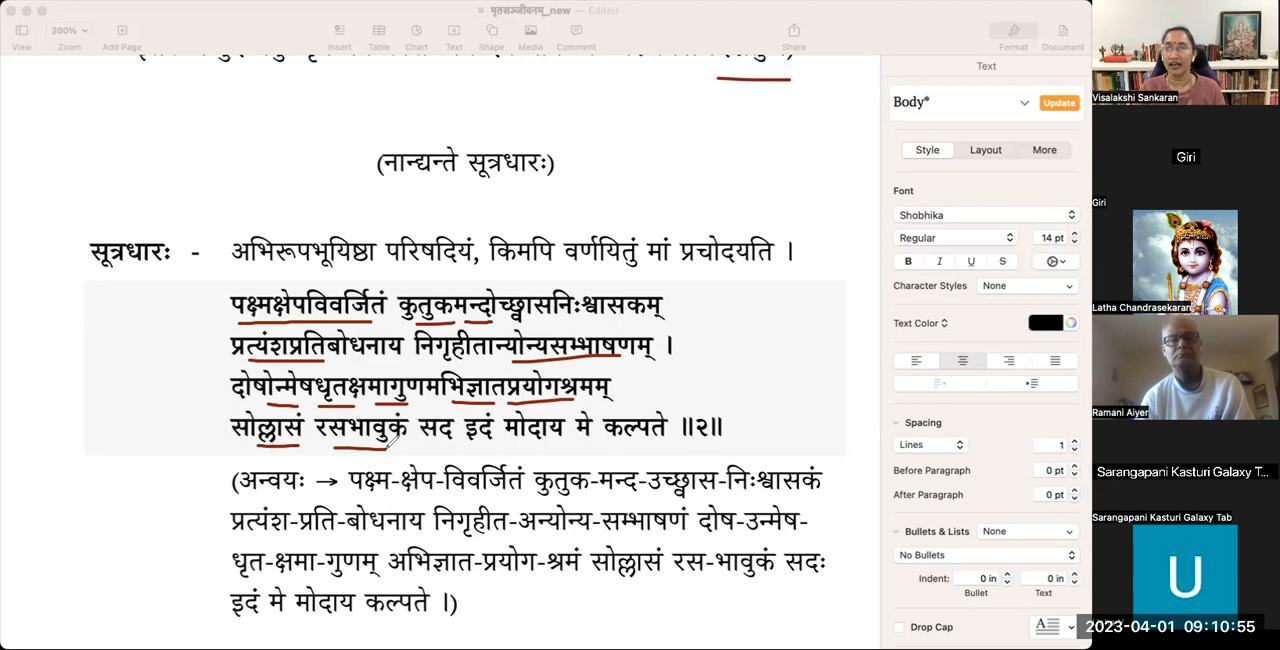 मृतसञ्जीवनम्_new — Edited
200%
View
Zoom
Add Page
Insert
Table
Chart
Text
Shape
Media
Comment
Share
Format
Document
(नान्द्यन्ते सूत्रधारः)
सूत्रधारः - अभिरूपभूयिष्ठा परिषदियं, किमपि वर्णयितुं मां प्रचोदयति ।
पक्ष्मक्षेपविवर्जितं कुतुकमन्दोच्छ्वासनिःश्वासकम्
प्रत्यंशप्रतिबोधनाय निगृहीतान्योन्यसम्भाषणम् ।
दोषोन्मेषधृतक्षमागुणमभिज्ञातप्रयोगश्रमम्
सोल्लासं रसभावुकं सद इदं मोदाय मे कल्पते ॥२॥
(अन्वयः → पक्ष्म-क्षेप-विवर्जितं कुतुक-मन्द-उच्छ्वास-निःश्वासकं
प्रत्यंश-प्रति-बोधनाय निगृहीत-अन्योन्य-सम्भाषणं दोष-उन्मेष-
धृत-क्षमा-गुणम् अभिज्ञात-प्रयोग-श्रमं सोल्लासं रस-भावुकं सदः
इदं मे मोदाय कल्पते ।)
Text
Body*
Update
Style
Layout
More
Font
Shobhika
Regular
14 pt
B I U S
Character Styles
None
Text Color
Spacing
Lines
1
Before Paragraph
0 pt
After Paragraph
0 pt
Bullets & Lists
None
No Bullets
Indent:
0 in
0 in
Bullet
Text
Drop Cap
A
Visalakshi Sankaran
Giri
Giri
Latha Chandrasekaran
Ramani Aiyer
Sarangapani Kasturi Galaxy T...
Sarangapani Kasturi Galaxy Tab
U
2023-04-01 09:10:55